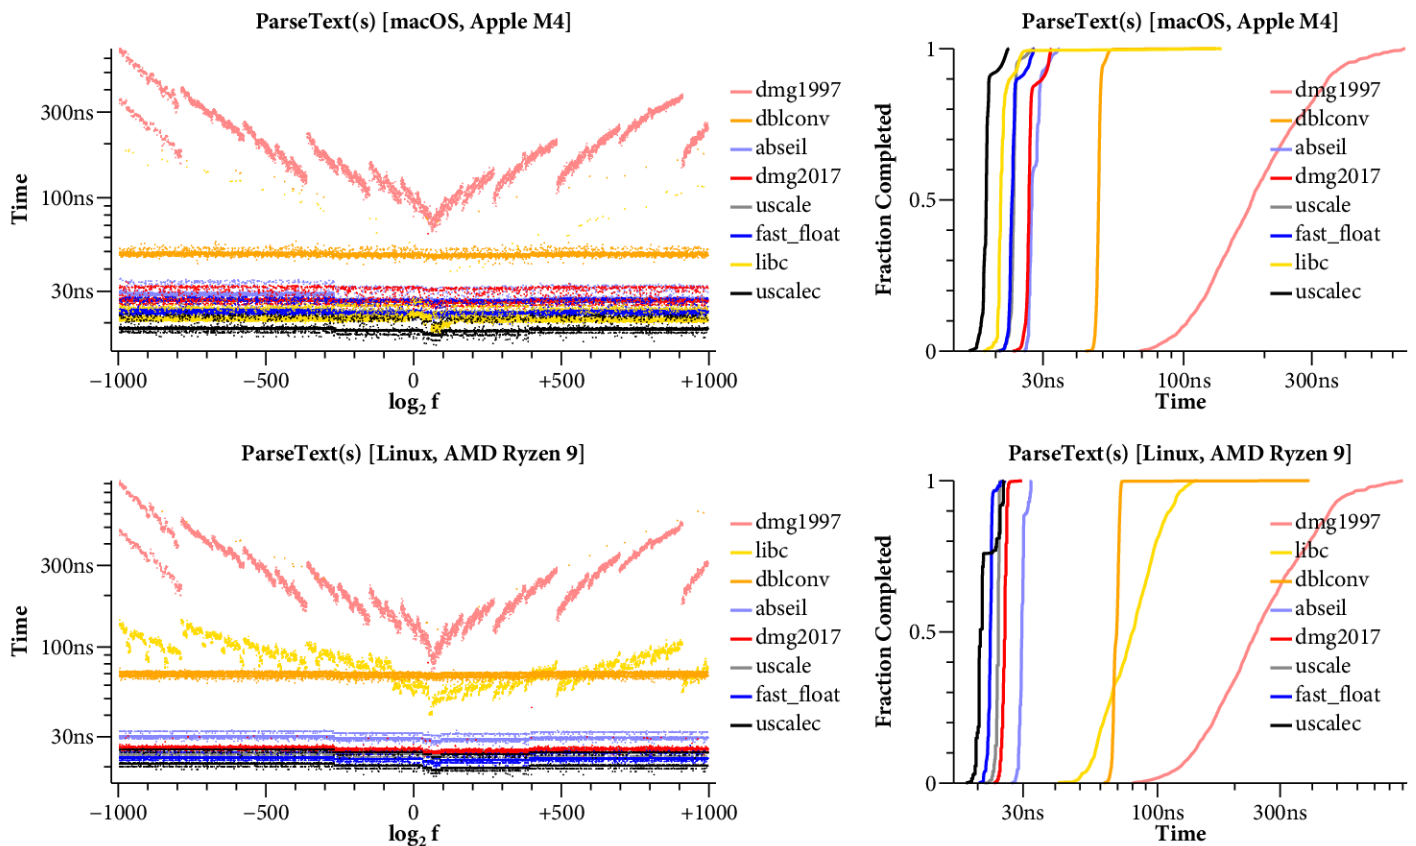 ParseText(s) [macOS, Apple M4]
Time
300ns
100ns
30ns
−1000
−500
0
+500
+1000
log2 f
dmg1997
dblconv
abseil
dmg2017
uscale
fast_float
libc
uscalec
ParseText(s) [macOS, Apple M4]
Fraction Completed
1
0.5
0
30ns
100ns
300ns
Time
dmg1997
dblconv
abseil
dmg2017
uscale
fast_float
libc
uscalec
ParseText(s) [Linux, AMD Ryzen 9]
Time
300ns
100ns
30ns
−1000
−500
0
+500
+1000
log2 f
dmg1997
libc
dblconv
abseil
dmg2017
uscale
fast_float
uscalec
ParseText(s) [Linux, AMD Ryzen 9]
Fraction Completed
1
0.5
0
30ns
100ns
300ns
Time
dmg1997
libc
dblconv
abseil
dmg2017
uscale
fast_float
uscalec